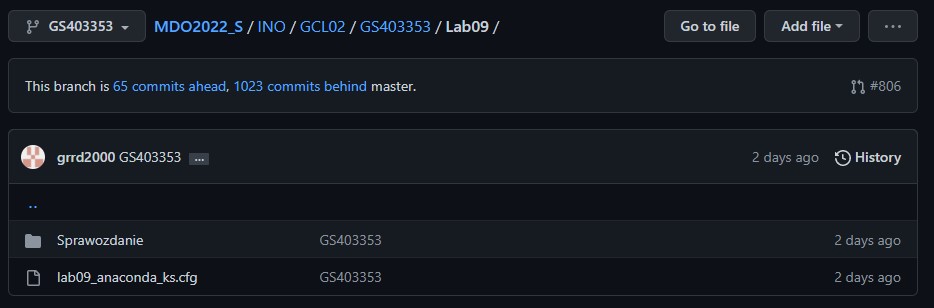 GS403353 MDO2022_S / INO / GCL02 / GS403353 / Lab09 / Go to file Add file ...
This branch is 65 commits ahead, 1023 commits behind master. #806
grrd2000 GS403353 ... 2 days ago History
..
Sprawozdanie GS403353 2 days ago
lab09_anaconda_ks.cfg GS403353 2 days ago